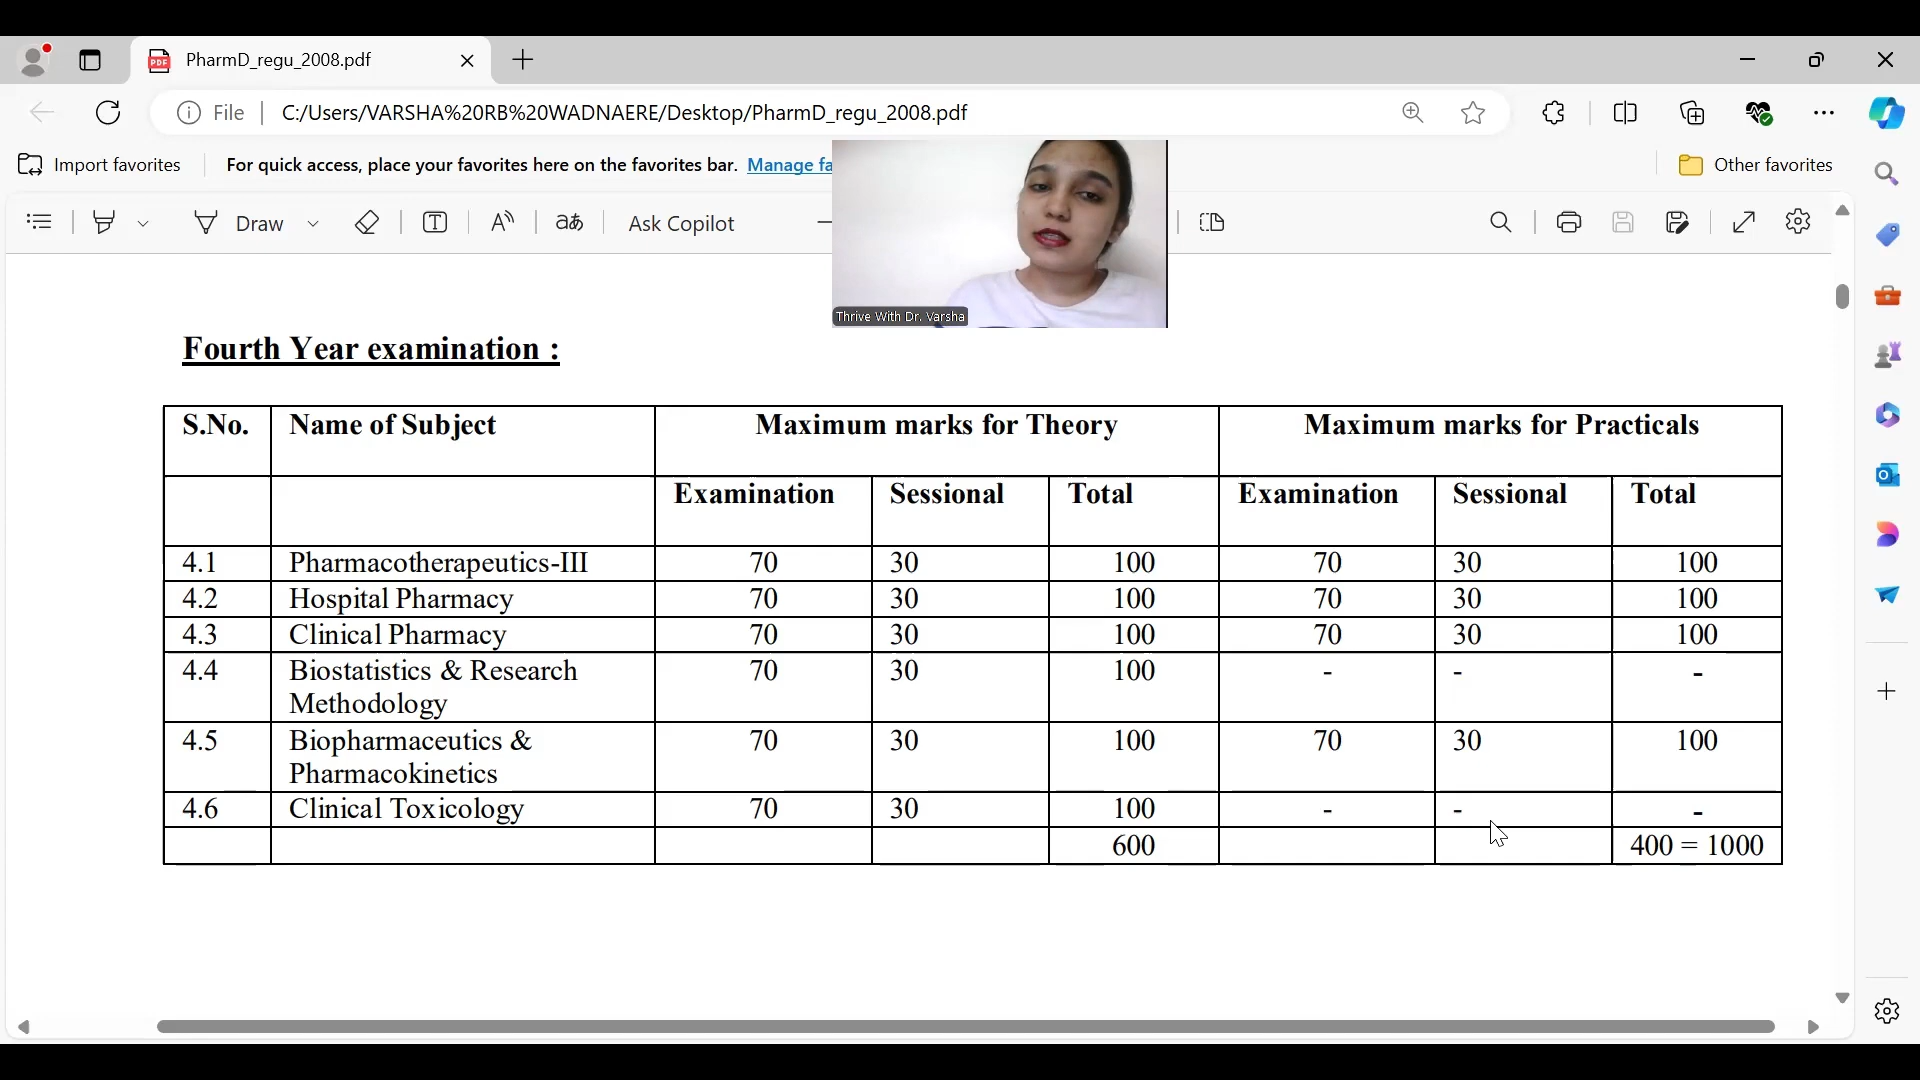 PharmD_regu_2008.pdf
File C:/Users/VARSHA%20RB%20WADNAERE/Desktop/PharmD_regu_2008.pdf
Import favorites For quick access, place your favorites here on the favorites bar. Manage fa Other favorites
Draw aあ Ask Copilot
Thrive With Dr. Varsha
Fourth Year examination :
S.No. Name of Subject Maximum marks for Theory Maximum marks for Practicals
Examination Sessional Total Examination Sessional Total
4.1 Pharmacotherapeutics-III 70 30 100 70 30 100
4.2 Hospital Pharmacy 70 30 100 70 30 100
4.3 Clinical Pharmacy 70 30 100 70 30 100
4.4 Biostatistics & Research 70 30 100 - - -
Methodology
4.5 Biopharmaceutics & 70 30 100 70 30 100
Pharmacokinetics
4.6 Clinical Toxicology 70 30 100 - - -
600 400 = 1000